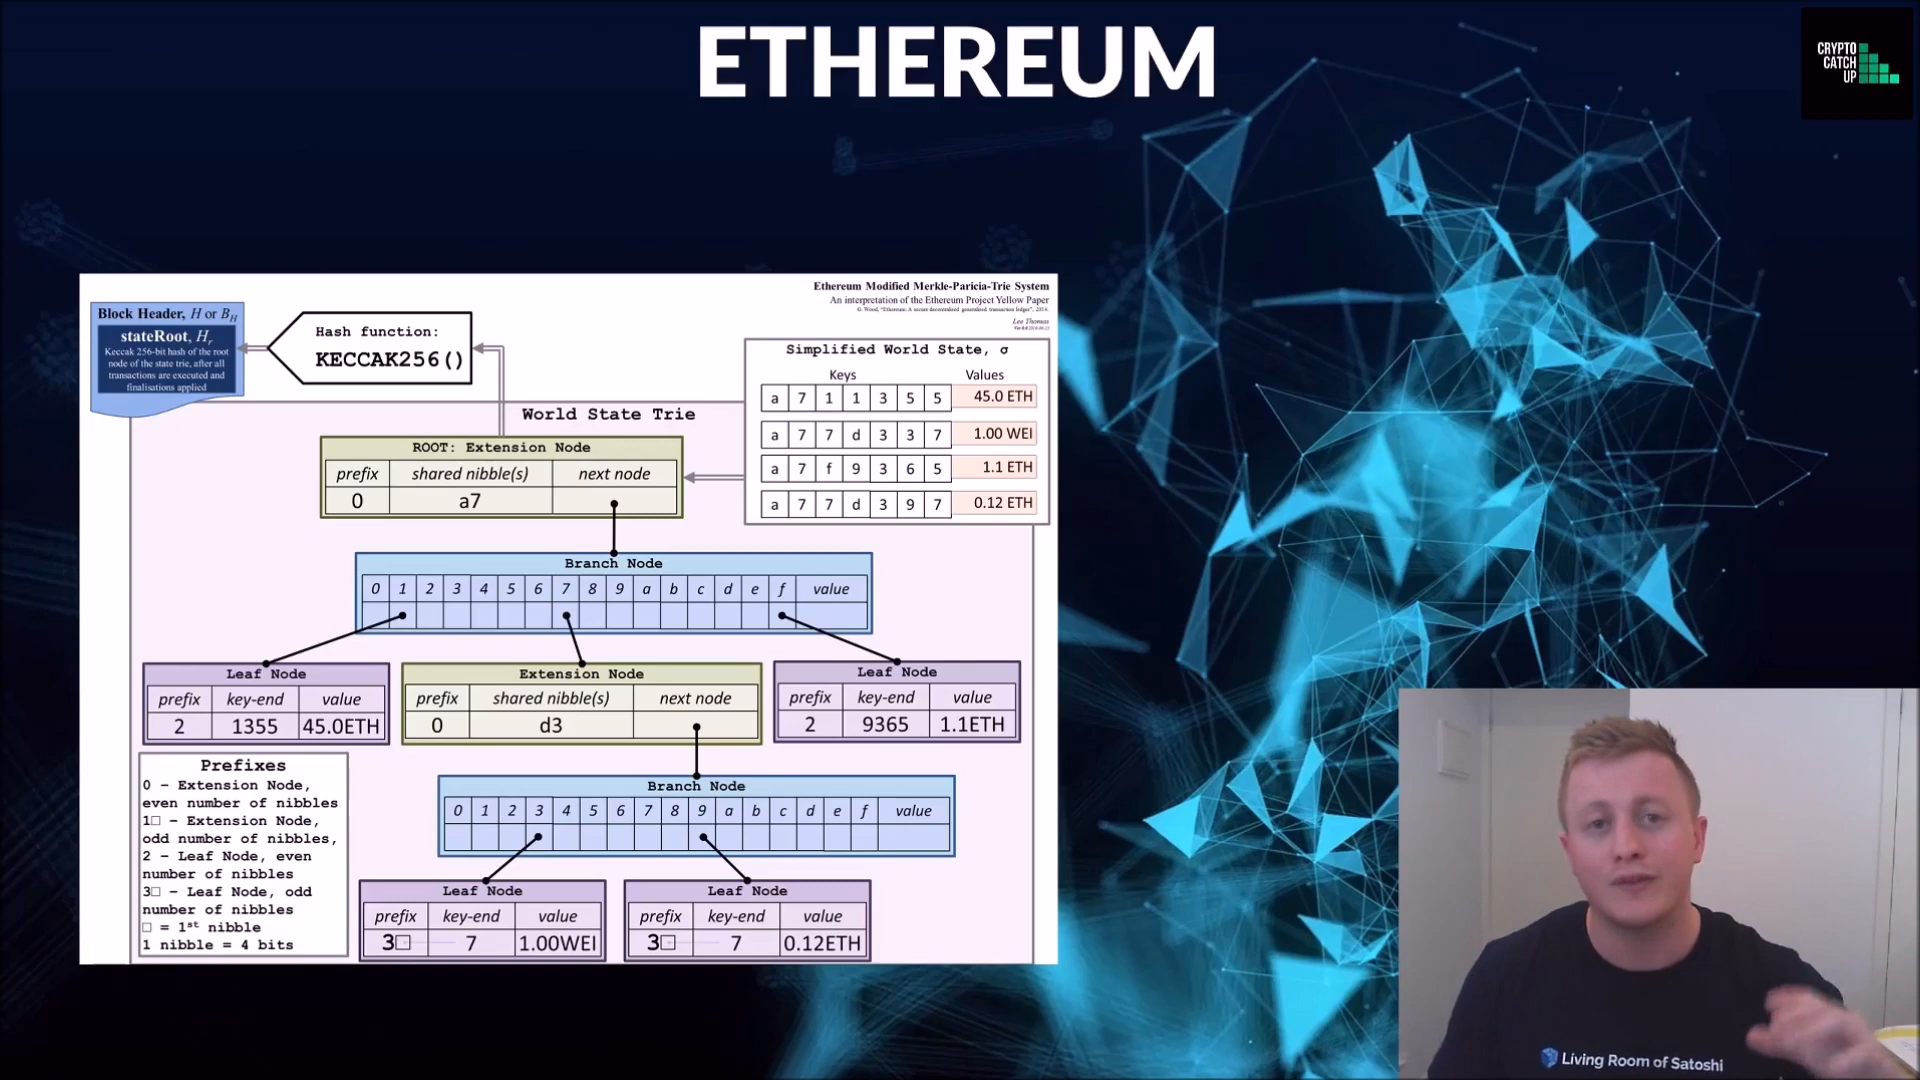 ETHEREUM
CRYPTO
CATCH
UP
Ethereum Modified Merkle-Paricia-Trie System
An interpretation of the Ethereum Project Yellow Paper
G. Wood, "Ethereum: A secure decentralised generalised transaction ledger", 2014.
Lee Thomas
Block Header, H or B_H
stateRoot, H_r
Keccak 256-bit hash of the root
node of the state trie, after all
transactions are executed and
finalisations applied
Hash function:
KECCAK256()
Simplified World State, σ
Keys Values
a 7 1 1 3 5 5 45.0 ETH
a 7 7 d 3 3 7 1.00 WEI
a 7 f 9 3 6 5 1.1 ETH
a 7 7 d 3 9 7 0.12 ETH
World State Trie
ROOT: Extension Node
prefix shared nibble(s) next node
0 a7
Branch Node
0 1 2 3 4 5 6 7 8 9 a b c d e f value
Leaf Node
prefix key-end value
2 1355 45.0ETH
Extension Node
prefix shared nibble(s) next node
0 d3
Leaf Node
prefix key-end value
2 9365 1.1ETH
Branch Node
0 1 2 3 4 5 6 7 8 9 a b c d e f value
Prefixes
0 – Extension Node,
even number of nibbles
1□ – Extension Node,
odd number of nibbles,
2 – Leaf Node, even
number of nibbles
3□ – Leaf Node, odd
number of nibbles
□ = 1st nibble
1 nibble = 4 bits
Leaf Node
prefix key-end value
3□ 7 1.00WEI
Leaf Node
prefix key-end value
3□ 7 0.12ETH
Living Room of Satoshi